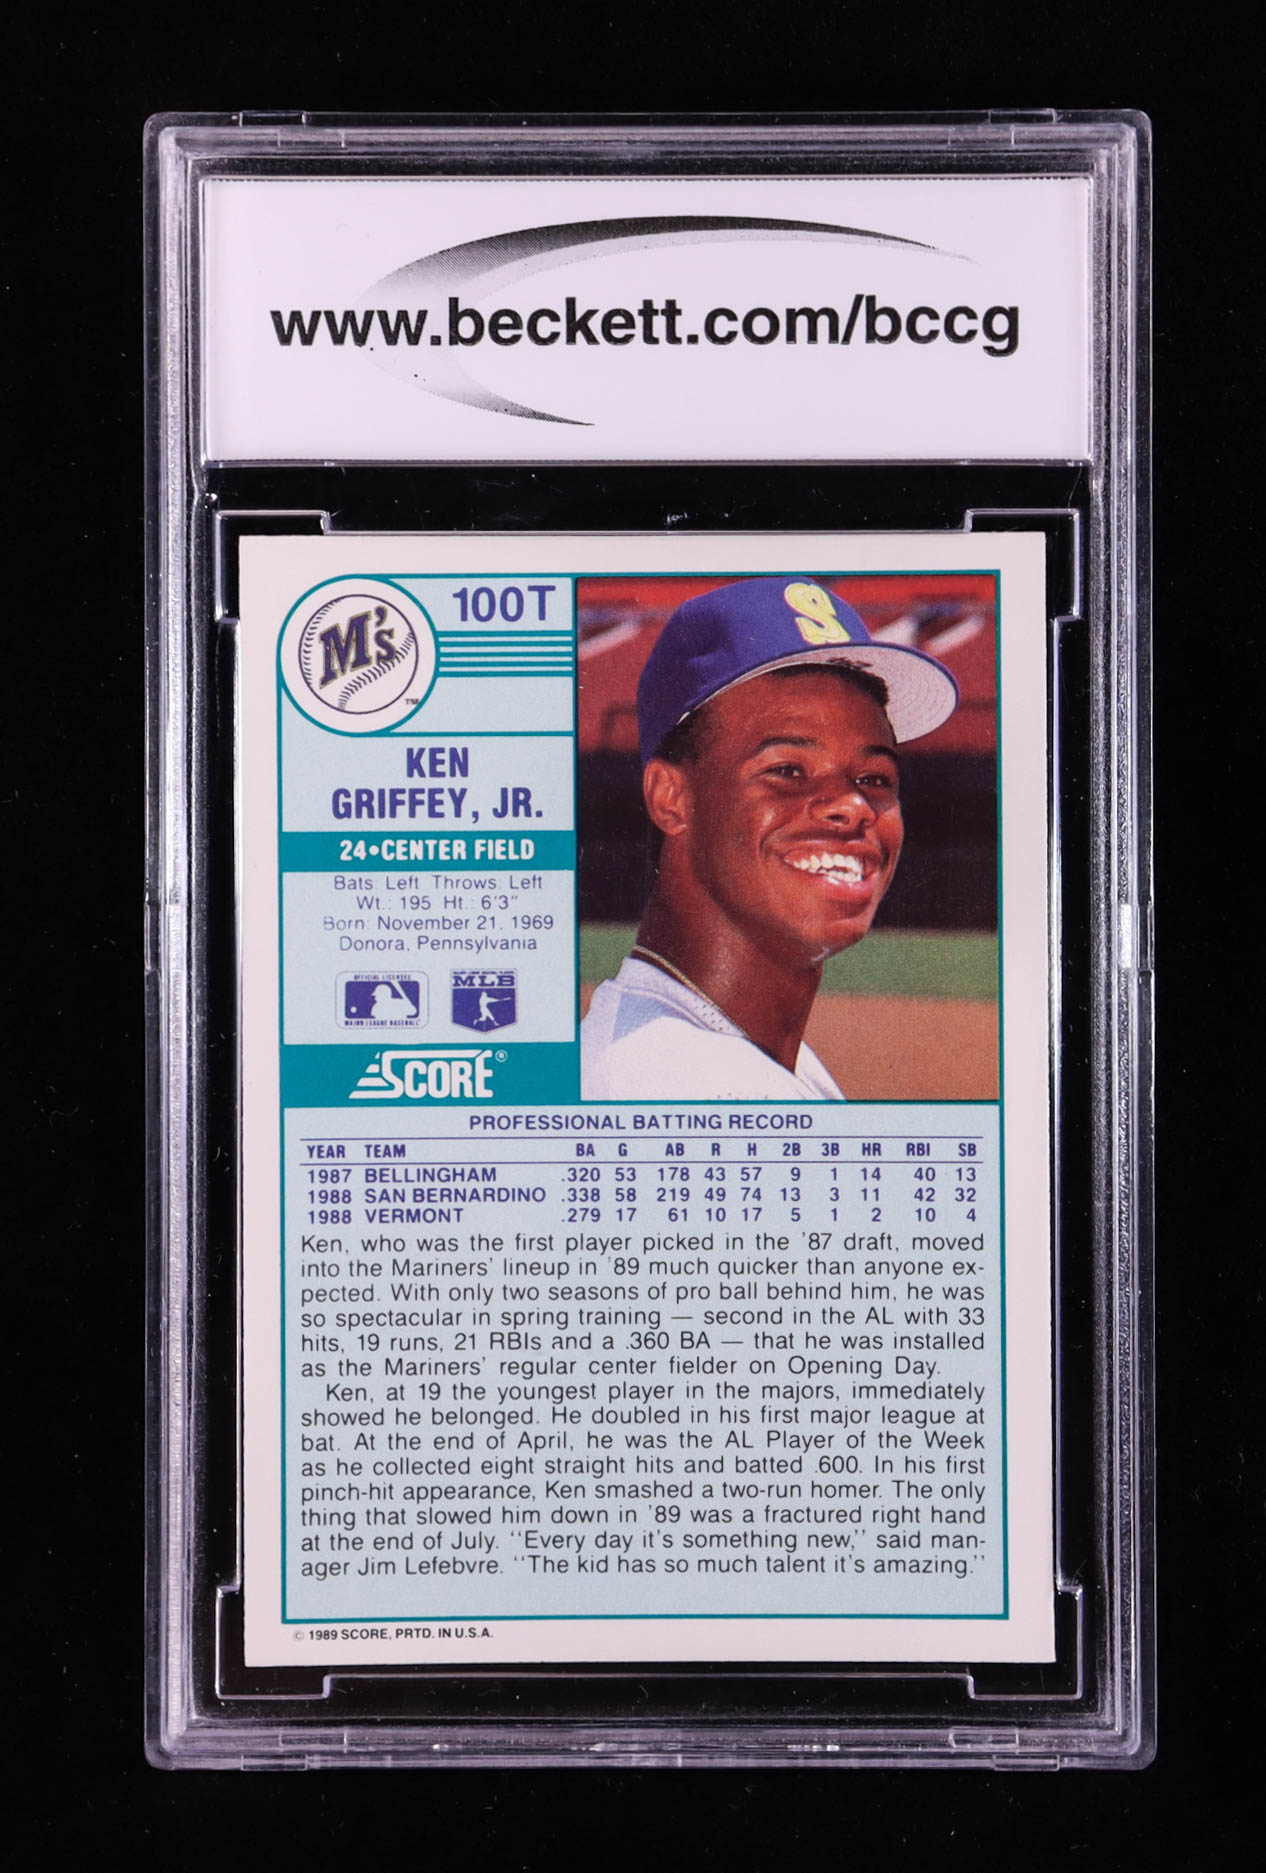 www.beckett.com/bccg
M's
TM
100T
KEN
GRIFFEY, JR.
24•CENTER FIELD
Bats: Left Throws: Left
Wt.: 195 Ht.: 6'3"
Born: November 21, 1969
Donora, Pennsylvania
OFFICIAL LICENSEE
MAJOR LEAGUE BASEBALL
MLB
SCORE®
S
PROFESSIONAL BATTING RECORD
YEAR TEAM BA G AB R H 2B 3B HR RBI SB
1987 BELLINGHAM .320 53 178 43 57 9 1 14 40 13
1988 SAN BERNARDINO .338 58 219 49 74 13 3 11 42 32
1988 VERMONT .279 17 61 10 17 5 1 2 10 4
Ken, who was the first player picked in the '87 draft, moved
into the Mariners' lineup in '89 much quicker than anyone ex-
pected. With only two seasons of pro ball behind him, he was
so spectacular in spring training — second in the AL with 33
hits, 19 runs, 21 RBIs and a .360 BA — that he was installed
as the Mariners' regular center fielder on Opening Day.
Ken, at 19 the youngest player in the majors, immediately
showed he belonged. He doubled in his first major league at
bat. At the end of April, he was the AL Player of the Week
as he collected eight straight hits and batted .600. In his first
pinch-hit appearance, Ken smashed a two-run homer. The only
thing that slowed him down in '89 was a fractured right hand
at the end of July. "Every day it's something new," said man-
ager Jim Lefebvre. "The kid has so much talent it's amazing."
© 1989 SCORE, PRTD. IN U.S.A.